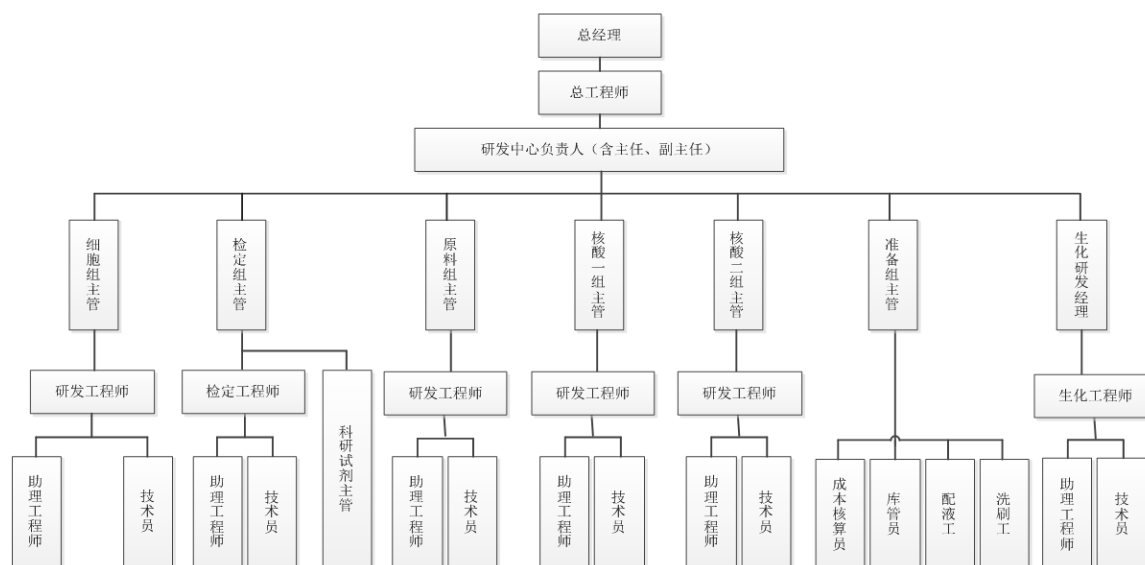 总经理
总工程师
研发中心负责人（含主任、副主任）
细胞组主管
检定组主管
原料组主管
核酸一组主管
核酸二组主管
准备组主管
生化研发经理
研发工程师
检定工程师
科研试剂主管
研发工程师
研发工程师
研发工程师
生化工程师
助理工程师
技术员
助理工程师
技术员
助理工程师
技术员
助理工程师
技术员
助理工程师
技术员
成本核算员
库管员
配液工
洗刷工
助理工程师
技术员